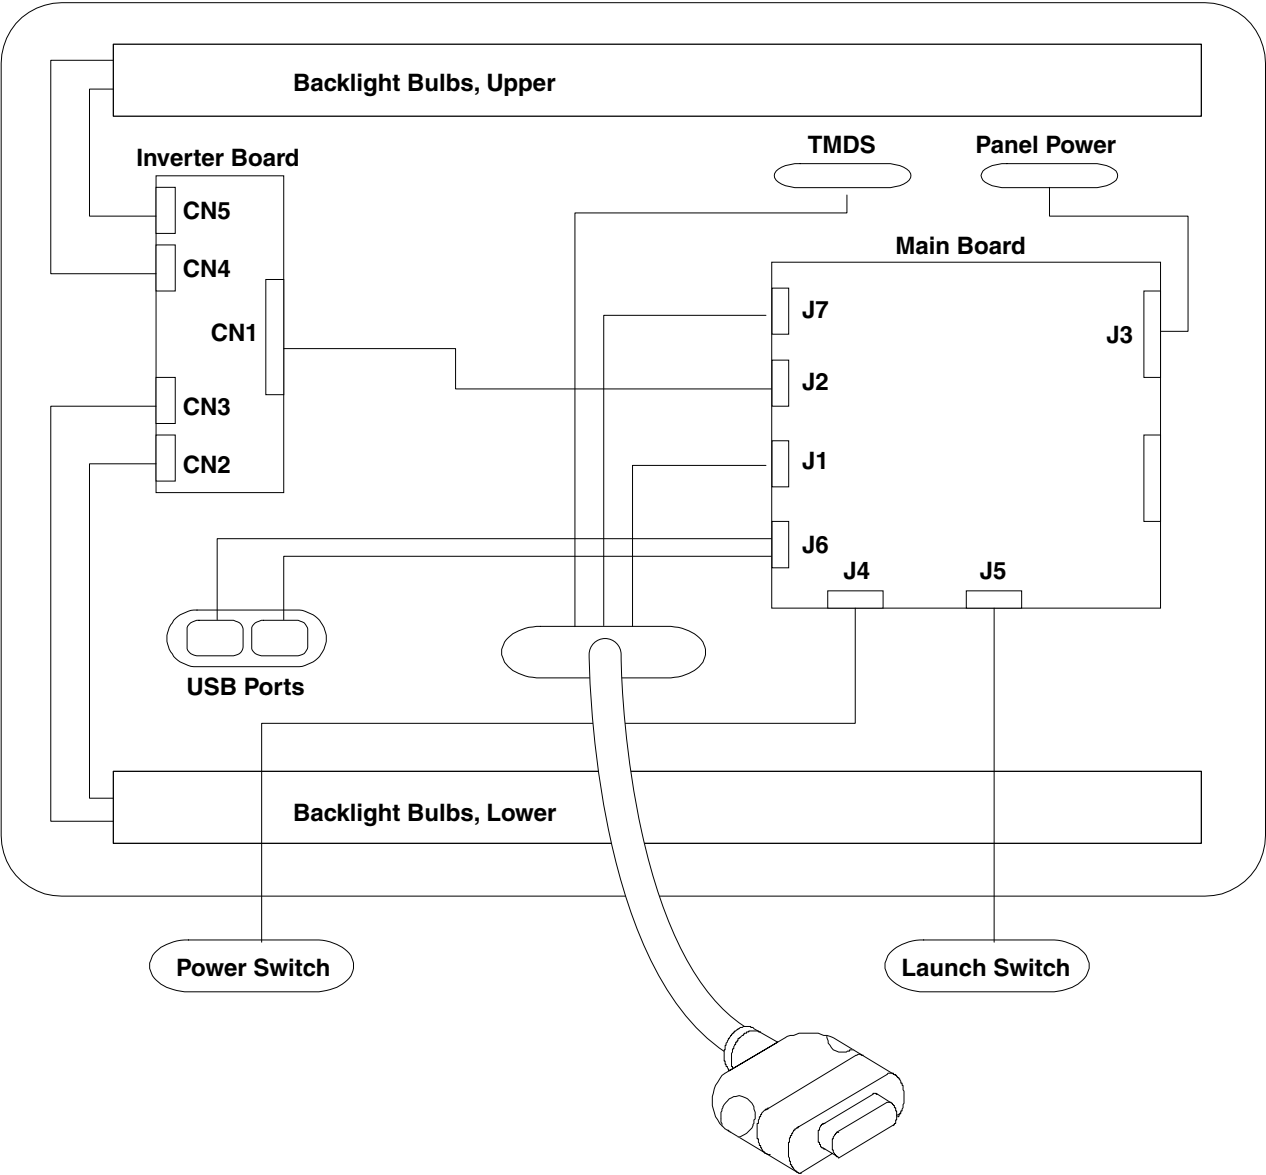 Backlight Bulbs, Upper
TMDS
Panel Power
Inverter Board
CN5
CN4
CN1
CN3
CN2
Main Board
J7
J3
J2
J1
J6
J4
J5
USB Ports
Backlight Bulbs, Lower
Power Switch
Launch Switch